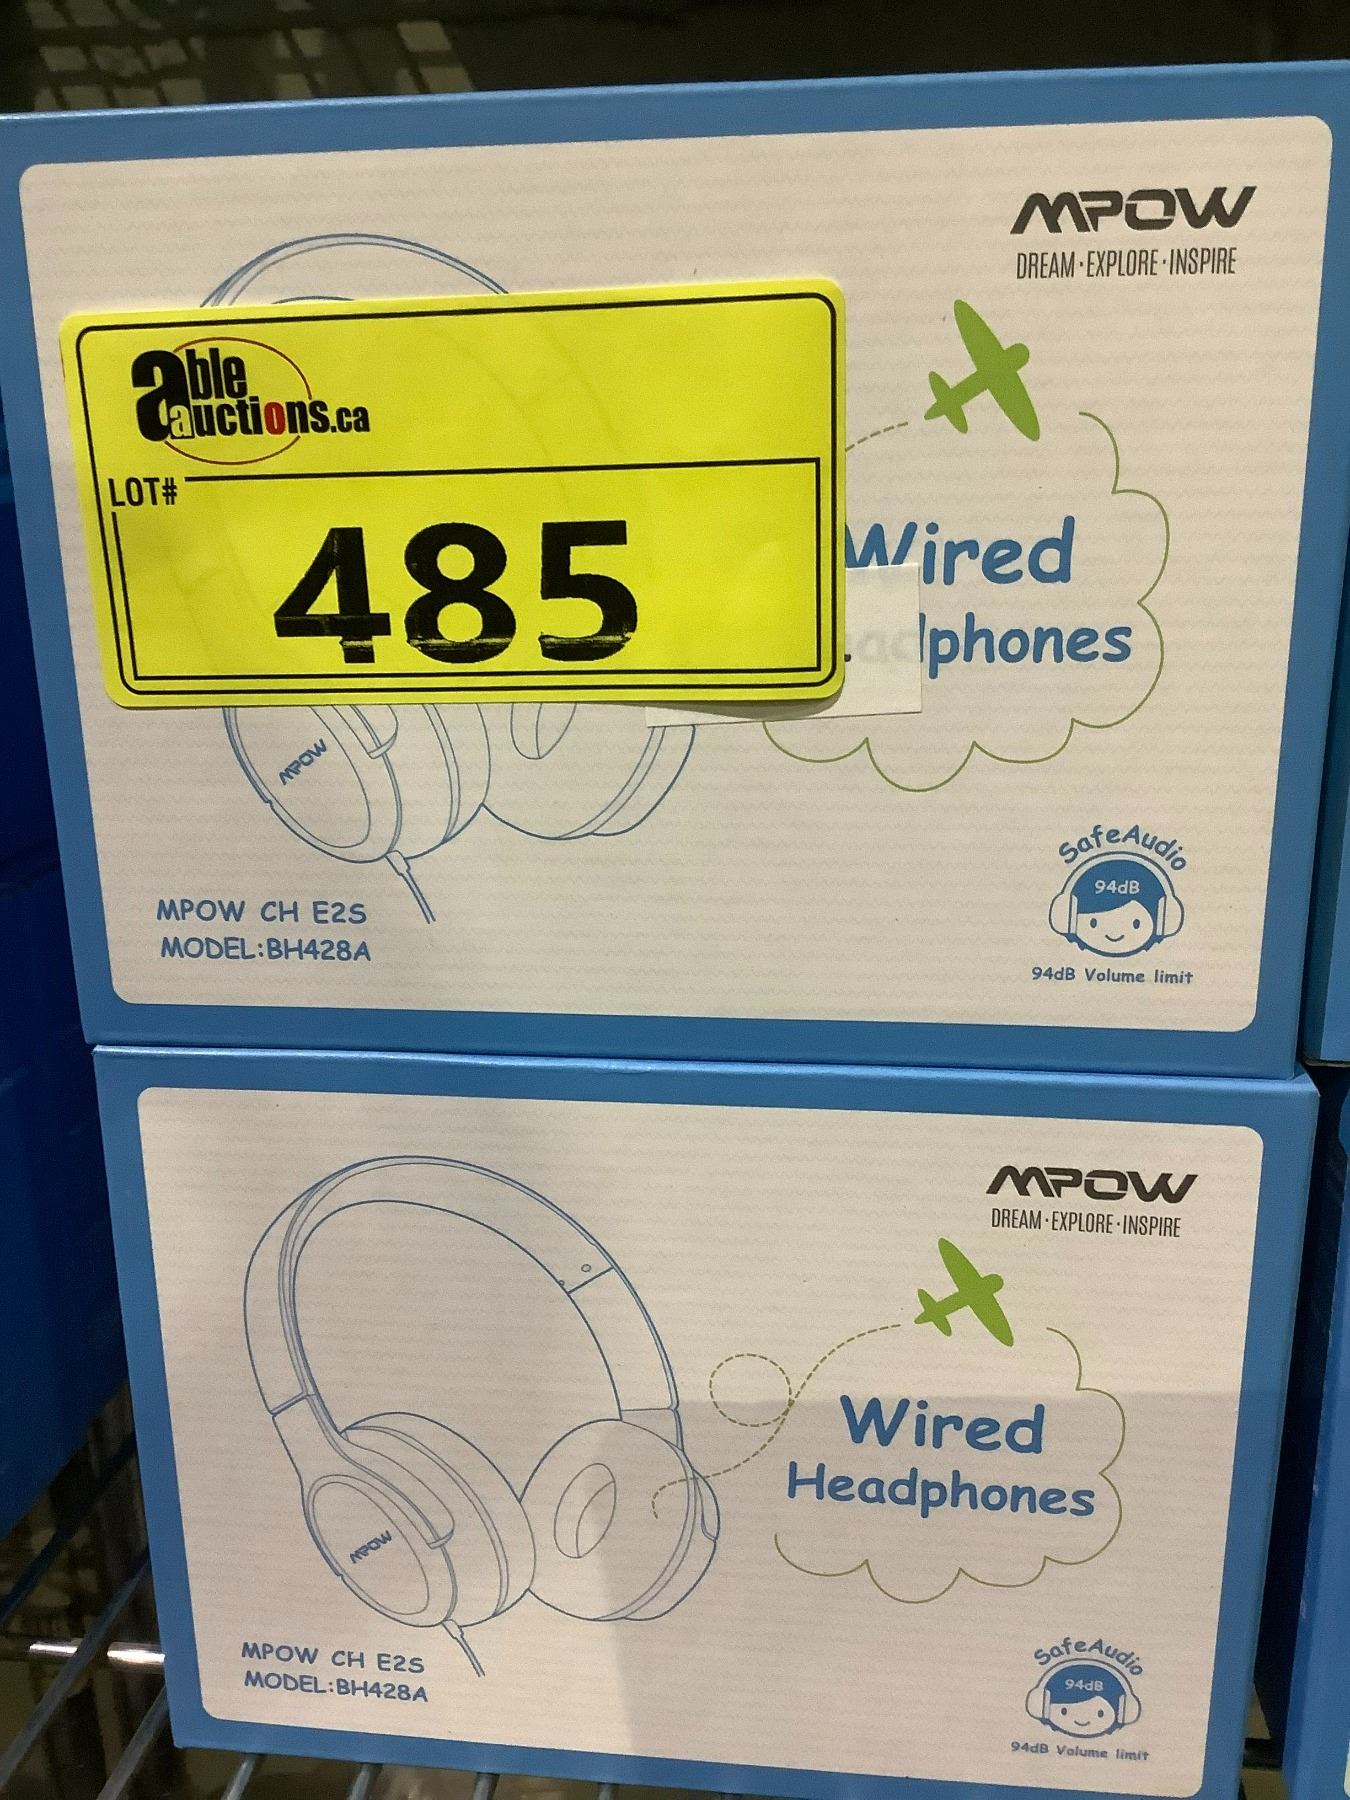 MPOW
DREAM·EXPLORE·INSPIRE
able
auctions.ca
LOT#
485
Wired
adphones
MPOW
SafeAudio
94dB
94dB Volume limit
MPOW CH E2S
MODEL:BH428A
MPOW
DREAM·EXPLORE·INSPIRE
Wired
Headphones
MPOW
MPOW CH E2S
MODEL:BH428A
SafeAudio
94dB
94dB Volume limit